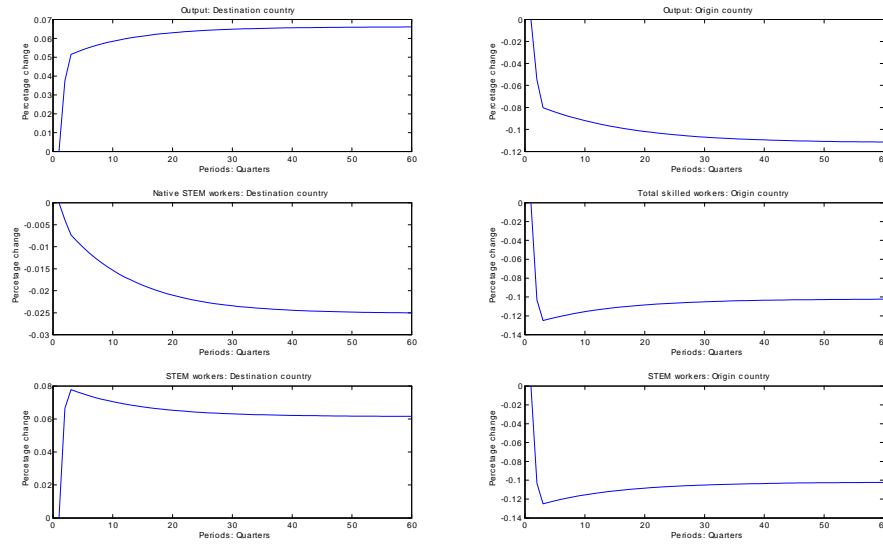 Output: Destination country
0.07
0.06
0.05
0.04
0.03
0.02
0.01
0
Percentage change
0 10 20 30 40 50 60
Periods: Quarters
Output: Origin country
0
-0.02
-0.04
-0.06
-0.08
-0.1
-0.12
Percentage change
0 10 20 30 40 50 60
Periods: Quarters
Native STEM workers: Destination country
0
-0.005
-0.01
-0.015
-0.02
-0.025
-0.03
Percetage change
0 10 20 30 40 50 60
Periods: Quarters
Total skilled workers: Origin country
0
-0.02
-0.04
-0.06
-0.08
-0.1
-0.12
-0.14
Percetage change
0 10 20 30 40 50 60
Periods: Quarters
STEM workers: Destination country
0.08
0.06
0.04
0.02
0
Percetage change
0 10 20 30 40 50 60
Periods: Quarters
STEM workers: Origin country
0
-0.02
-0.04
-0.06
-0.08
-0.1
-0.12
-0.14
Percetage change
0 10 20 30 40 50 60
Periods: Quarters